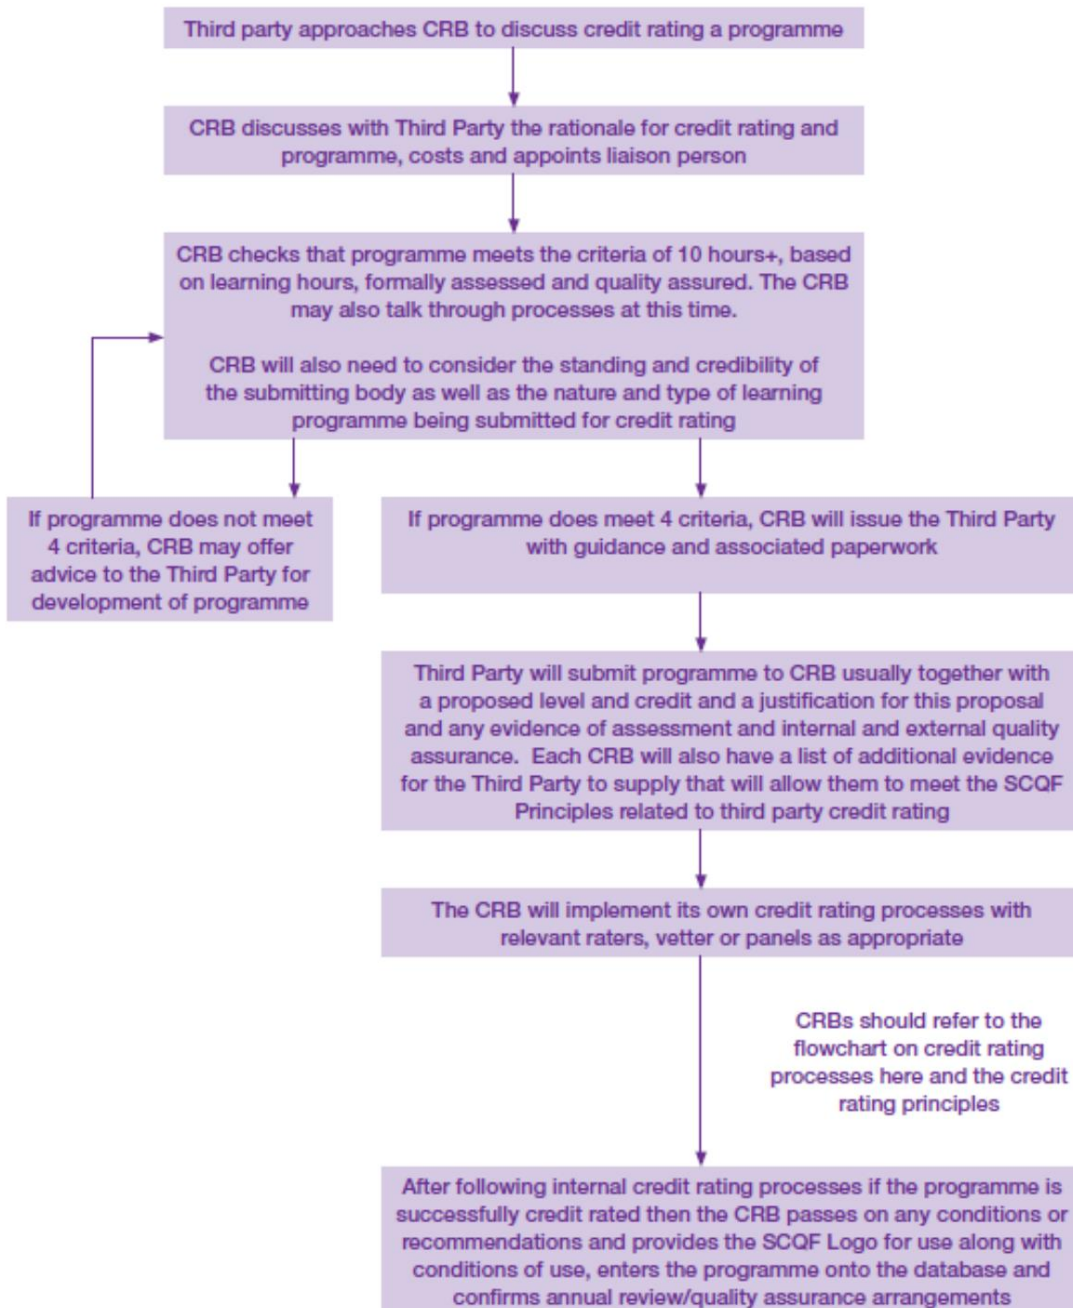 Third party approaches CRB to discuss credit rating a programme
CRB discusses with Third Party the rationale for credit rating and
programme, costs and appoints liaison person
CRB checks that programme meets the criteria of 10 hours+, based
on learning hours, formally assessed and quality assured. The CRB
may also talk through processes at this time.
CRB will also need to consider the standing and credibility of
the submitting body as well as the nature and type of learning
programme being submitted for credit rating
If programme does not meet
4 criteria, CRB may offer
advice to the Third Party for
development of programme
If programme does meet 4 criteria, CRB will issue the Third Party
with guidance and associated paperwork
Third Party will submit programme to CRB usually together with
a proposed level and credit and a justification for this proposal
and any evidence of assessment and internal and external quality
assurance. Each CRB will also have a list of additional evidence
for the Third Party to supply that will allow them to meet the SCQF
Principles related to third party credit rating
The CRB will implement its own credit rating processes with
relevant raters, vetter or panels as appropriate
CRBs should refer to the
flowchart on credit rating
processes here and the credit
rating principles
After following internal credit rating processes if the programme is
successfully credit rated then the CRB passes on any conditions or
recommendations and provides the SCQF Logo for use along with
conditions of use, enters the programme onto the database and
confirms annual review/quality assurance arrangements